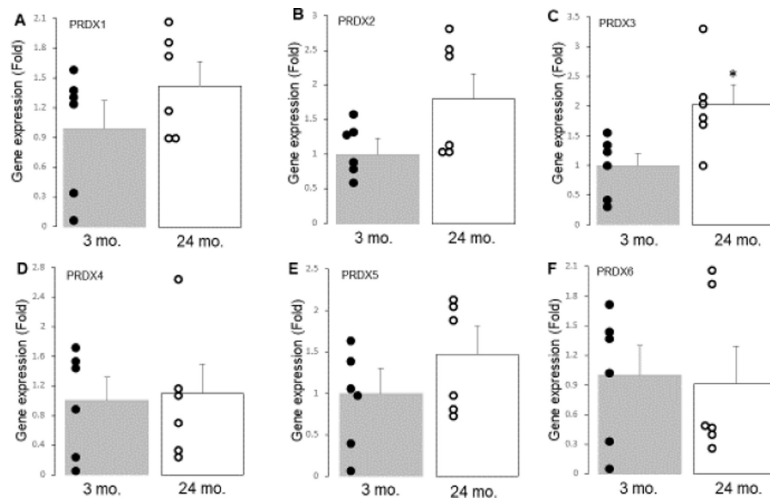 A
PRDX1
Gene expression (Fold)
2.1
1.8
1.5
1.2
0.9
0.6
0.3
0
3 mo.
24 mo.
B
PRDX2
Gene expression (Fold)
3
2.5
2
1.5
1
0.5
0
3 mo.
24 mo.
C
PRDX3
Gene expression (Fold)
3.5
3
2.5
2
1.5
1
0.5
0
*
3 mo.
24 mo.
D
PRDX4
Gene expression (Fold)
2.8
2.4
2
1.6
1.2
0.8
0.4
0
3 mo.
24 mo.
E
PRDX5
Gene expression (Fold)
2.5
2
1.5
1
0.5
0
3 mo.
24 mo.
F
PRDX6
Gene expression (Fold)
2.1
1.8
1.5
1.2
0.9
0.6
0.3
0
3 mo.
24 mo.